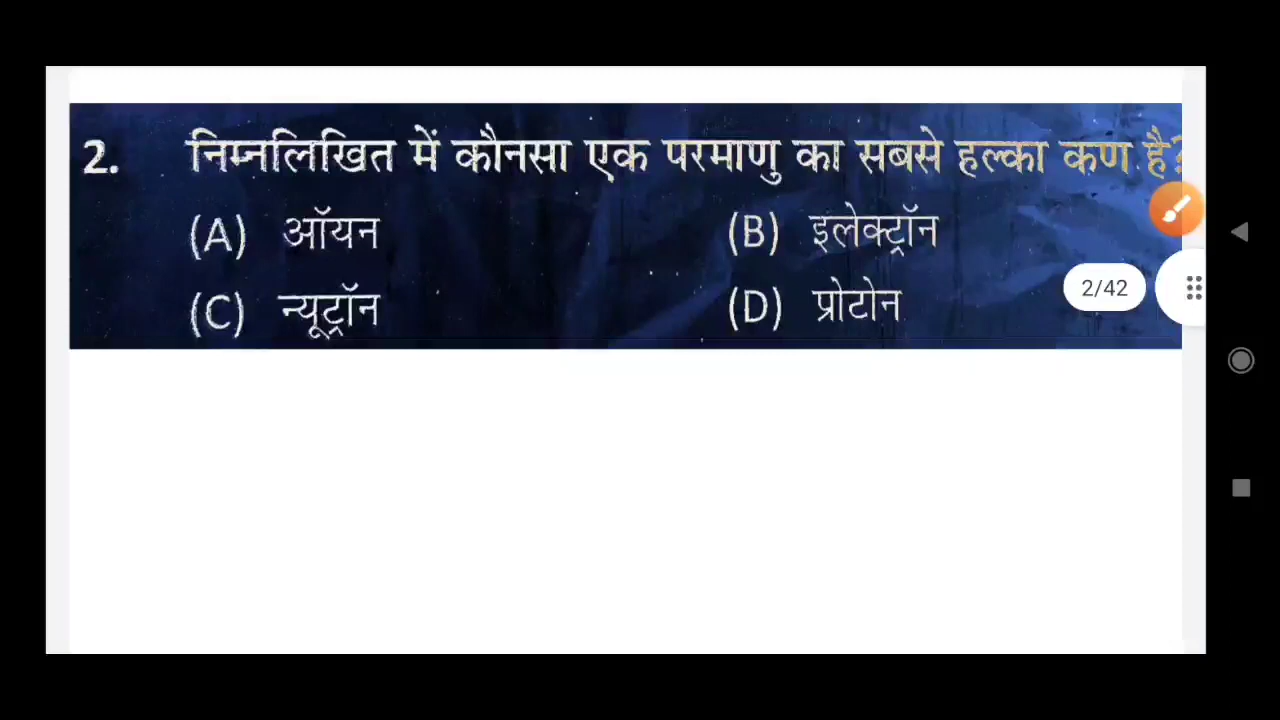 2. निम्नलिखित में कौनसा एक परमाणु का सबसे हल्का कण है?
(A) ऑयन (B) इलेक्ट्रॉन
(C) न्यूट्रॉन (D) प्रोटोन
2/42